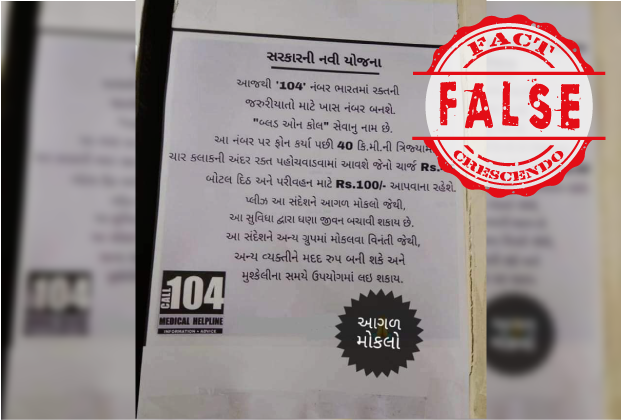 સરકારની નવી યોજના
આજથી '104' નંબર ભારતમાં રક્તની
જરુરીયાતો માટે ખાસ નંબર બનશે.
"બ્લડ ઓન કોલ" સેવાનુ નામ છે.
આ નંબર પર ફોન કર્યા પછી 40 કિ.મી.ની ત્રિજ્યામ
ચાર કલાકની અંદર રક્ત પહોચવાડવામાં આવશે જેનો ચાર્જ Rs.
બોટલ દિઠ અને પરીવહન માટે Rs.100/- આપવાના રહેશે.
પ્લીઝ આ સંદેશને આગળ મોકલો જેથી,
આ સુવિધા દ્વારા ઘણા જીવન બચાવી શકાય છે.
આ સંદેશને અન્ય ગ્રુપમાં મોકલવા વિનંતી જેથી,
અન્ય વ્યક્તીને મદદ રુપ બની શકે અને
મુશ્કેલીના સમયે ઉપયોગમાં લઇ શકાય.
CALL 104
MEDICAL HELPLINE
INFORMATION • ADVICE
આગળ
મોકલો
FACT
FALSE
CRESCENDO
104